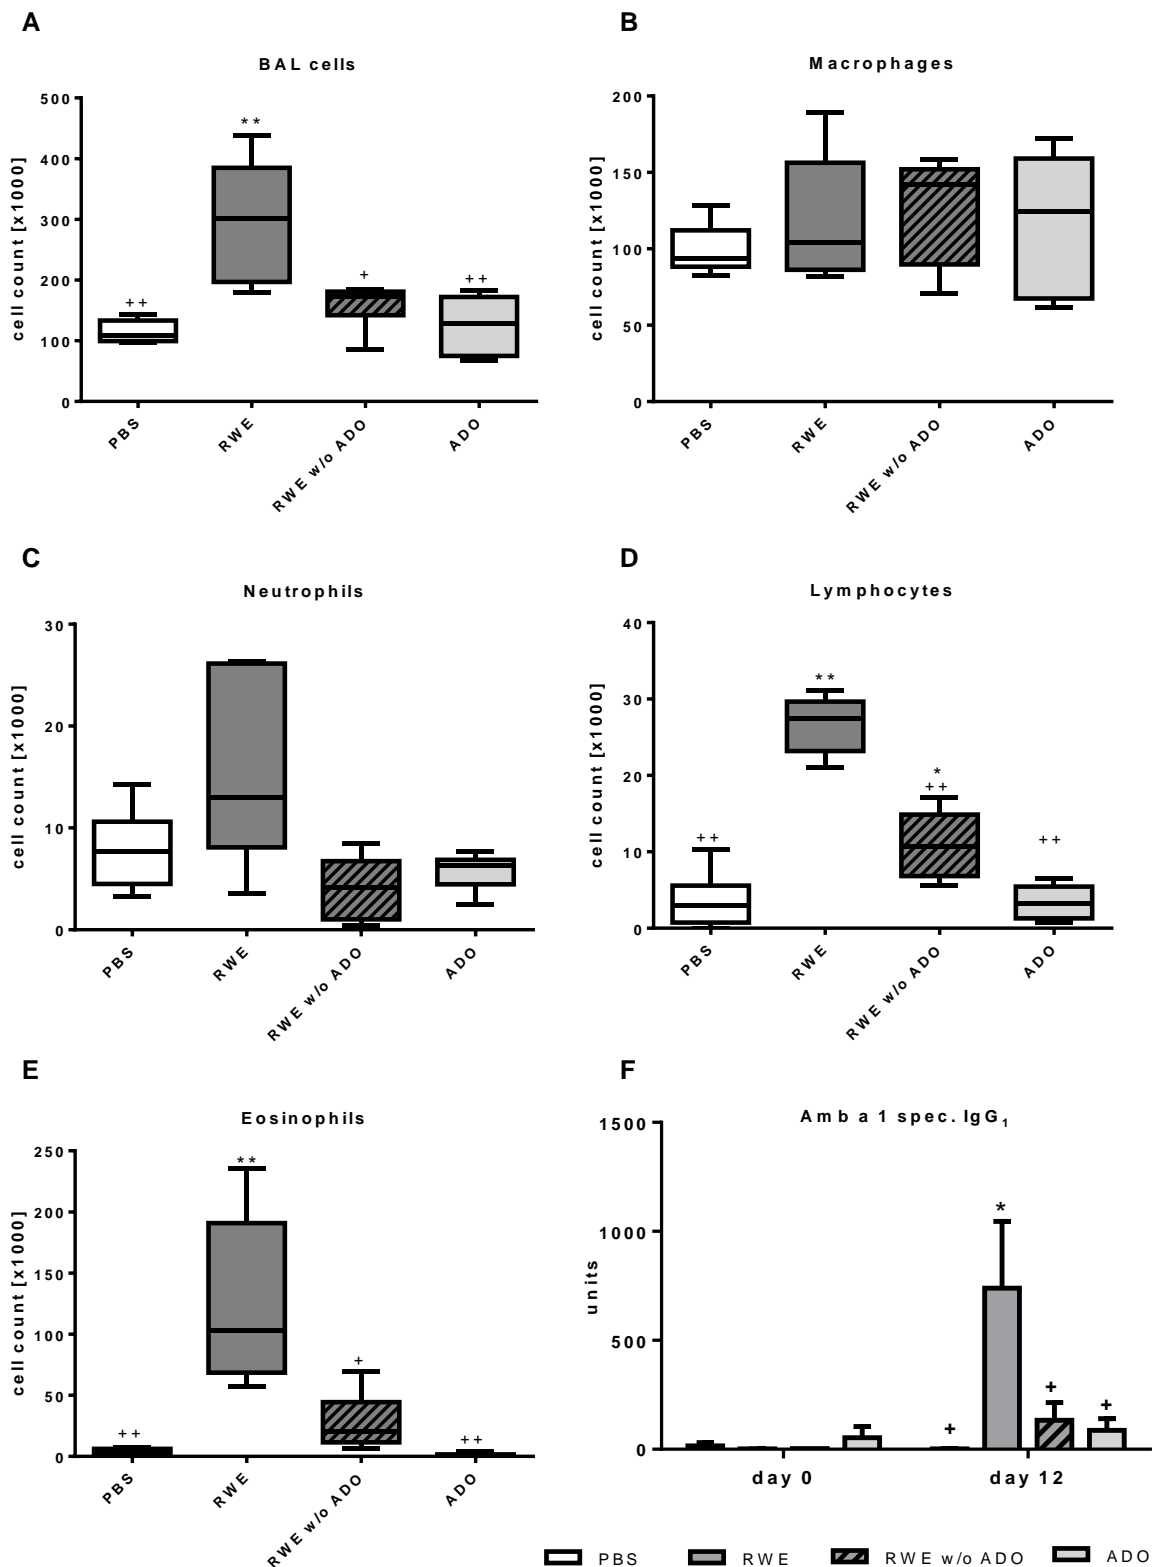 A
BAL cells
cell count [x1000]
500
400
300
200
100
0
**
++
+
++
PBS
RWE
RWE w/o ADO
ADO
B
Macrophages
cell count [x1000]
200
150
100
50
0
PBS
RWE
RWE w/o ADO
ADO
C
Neutrophils
cell count [x1000]
30
20
10
0
PBS
RWE
RWE w/o ADO
ADO
D
Lymphocytes
cell count [x1000]
40
30
20
10
0
++
**
*
++
++
PBS
RWE
RWE w/o ADO
ADO
E
Eosinophils
cell count [x1000]
250
200
150
100
50
0
++
**
+
++
PBS
RWE
RWE w/o ADO
ADO
F
Amb a 1 spec. IgG₁
units
1500
1000
500
0
+
*
+
+
day 0
day 12
PBS
RWE
RWE w/o ADO
ADO